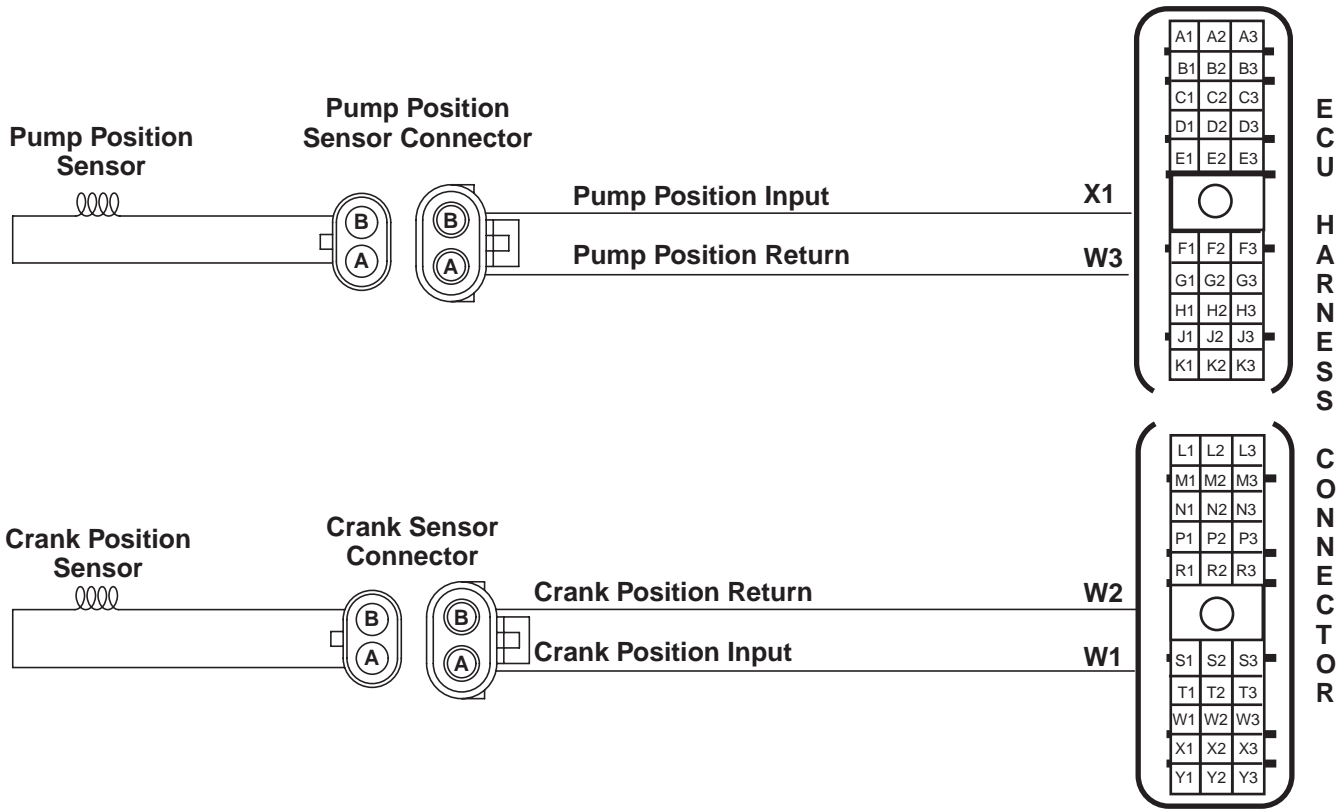 Pump Position
Sensor
Pump Position
Sensor Connector
B
A
B
A
Pump Position Input
X1
Pump Position Return
W3
A1 A2 A3
B1 B2 B3
C1 C2 C3
D1 D2 D3
E1 E2 E3
F1 F2 F3
G1 G2 G3
H1 H2 H3
J1 J2 J3
K1 K2 K3
Crank Position
Sensor
Crank Sensor
Connector
B
A
B
A
Crank Position Return
W2
Crank Position Input
W1
L1 L2 L3
M1 M2 M3
N1 N2 N3
P1 P2 P3
R1 R2 R3
S1 S2 S3
T1 T2 T3
W1 W2 W3
X1 X2 X3
Y1 Y2 Y3
ECU HARNESS CONNECTOR